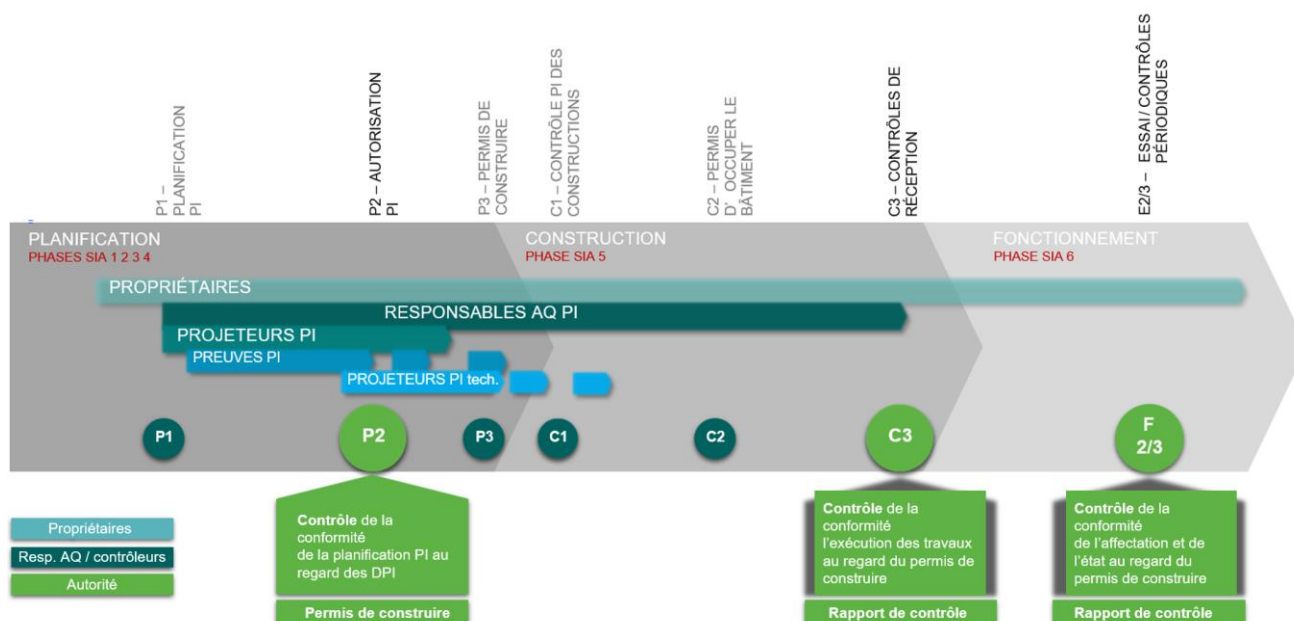 P1 –
PLANIFICATION
PI
P2 – AUTORISATION
PI
P3 – PERMIS DE
CONSTRUIRE
C1 – CONTRÔLE PI DES
CONSTRUCTIONS
C2 – PERMIS
D' OCCUPER LE
BÂTIMENT
C3 – CONTRÔLES DE
RÉCEPTION
E2/3 – ESSAI / CONTRÔLES
PÉRIODIQUES
PLANIFICATION
PHASES SIA 1 2 3 4
CONSTRUCTION
PHASE SIA 5
FONCTIONNEMENT
PHASE SIA 6
PROPRIÉTAIRES
RESPONSABLES AQ PI
PROJETEURS PI
PREUVES PI
PROJETEURS PI tech.
P1
P2
P3
C1
C2
C3
F
2/3
Propriétaires
Resp. AQ / contrôleurs
Autorité
Contrôle de la
conformité
de la planification PI au
regard des DPI
Permis de construire
Contrôle de la
conformité
l'exécution des travaux
au regard du permis de
construire
Rapport de contrôle
Contrôle de la
conformité
de l'affectation et de
l'état au regard du
permis de construire
Rapport de contrôle